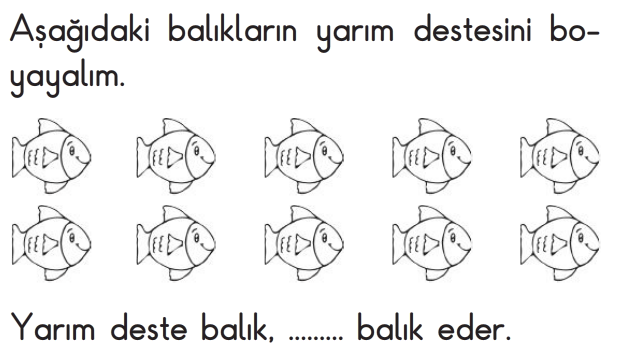 Aşağıdaki balıkların yarım destesini bo-
yayalım.
Yarım deste balık, ......... balık eder.